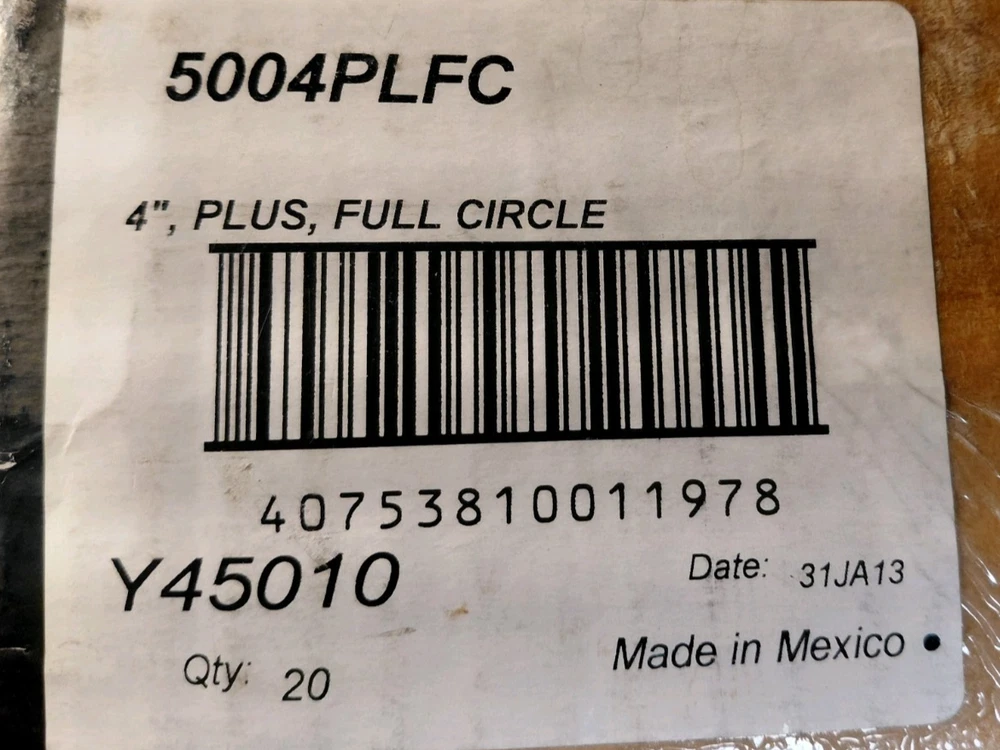 5004PLFC
4", PLUS, FULL CIRCLE
40753810011978
Y45010
Date: 31JA13
Qty: 20
Made in Mexico •